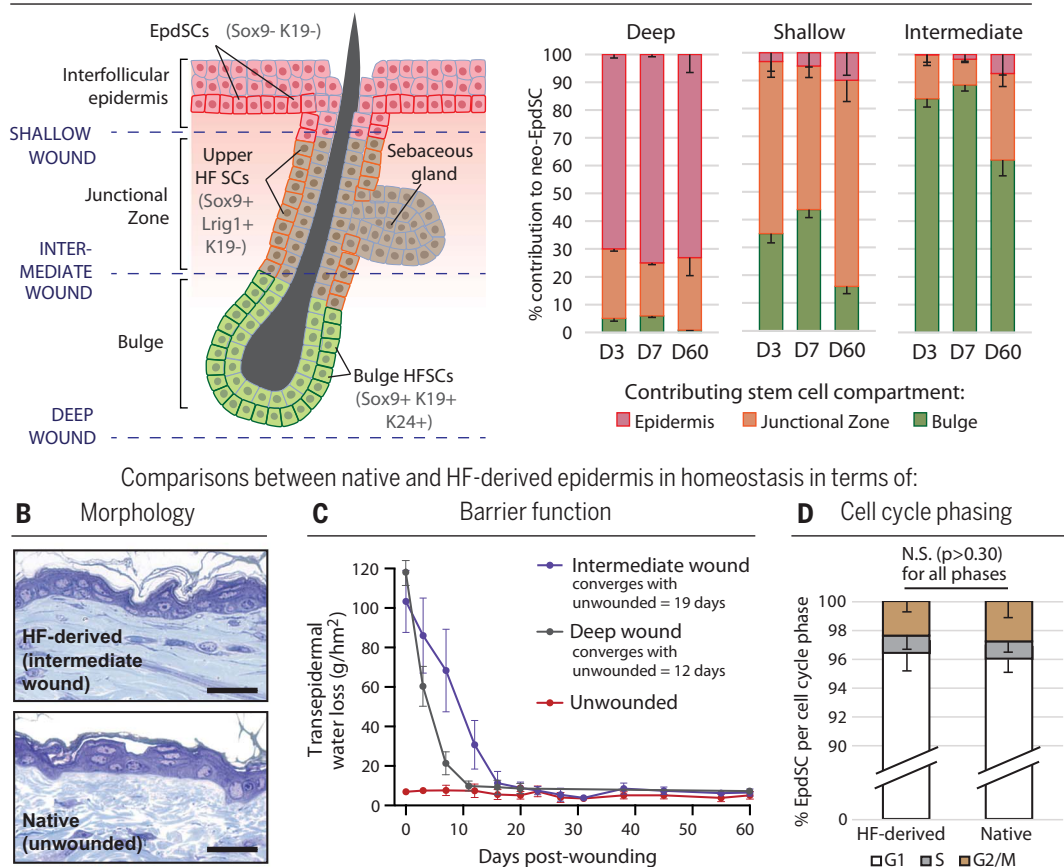 EpdSCs (Sox9- K19-)
Interfollicular
epidermis
SHALLOW
WOUND
Upper
HF SCs
(Sox9+
Lrig1+
K19-)
Sebaceous
gland
Junctional
Zone
INTER-
MEDIATE
WOUND
Bulge
Bulge HFSCs
(Sox9+ K19+
K24+)
DEEP
WOUND
Deep
Shallow
Intermediate
% contribution to neo-EpdSC
100
90
80
70
60
50
40
30
20
10
0
D3 D7 D60
D3 D7 D60
D3 D7 D60
Contributing stem cell compartment:
Epidermis
Junctional Zone
Bulge
Comparisons between native and HF-derived epidermis in homeostasis in terms of:
B Morphology
HF-derived
(intermediate
wound)
Native
(unwounded)
C Barrier function
Transepidermal
water loss (g/hm²)
120
100
80
60
40
20
0
0 10 20 30 40 50 60
Days post-wounding
Intermediate wound
converges with
unwounded = 19 days
Deep wound
converges with
unwounded = 12 days
Unwounded
D Cell cycle phasing
N.S. (p>0.30)
for all phases
% EpdSC per cell cycle phase
100
98
96
94
92
90
0
HF-derived Native
G1 S G2/M